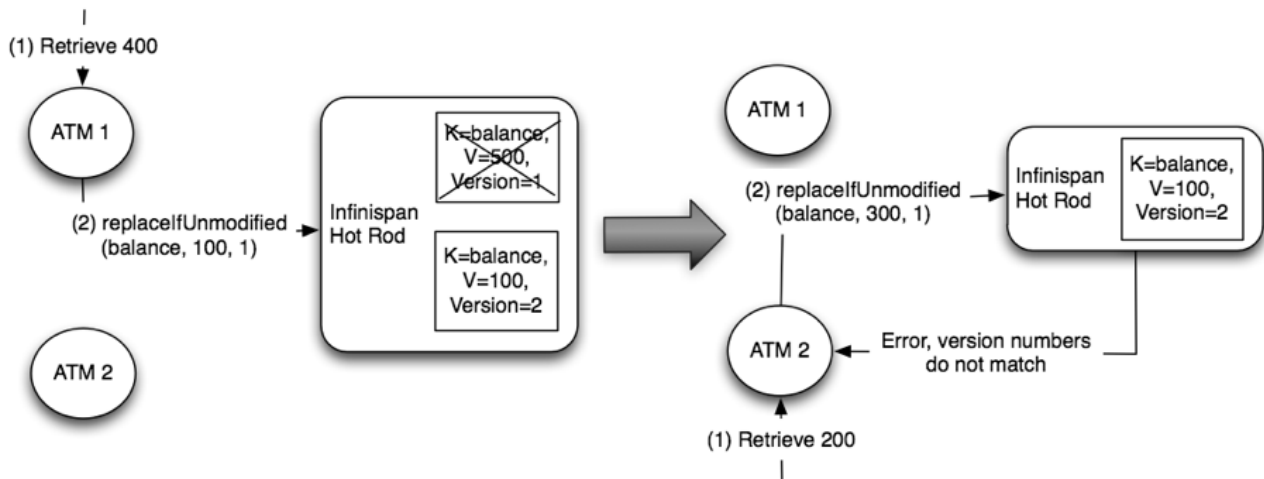 (1) Retrieve 400
ATM 1
(2) replaceIfUnmodified
(balance, 100, 1)
ATM 2
Infinispan
Hot Rod
K=balance,
V=500,
Version=1
K=balance,
V=100,
Version=2
ATM 1
(2) replaceIfUnmodified
(balance, 300, 1)
Infinispan
Hot Rod
K=balance,
V=100,
Version=2
ATM 2
Error, version numbers
do not match
(1) Retrieve 200